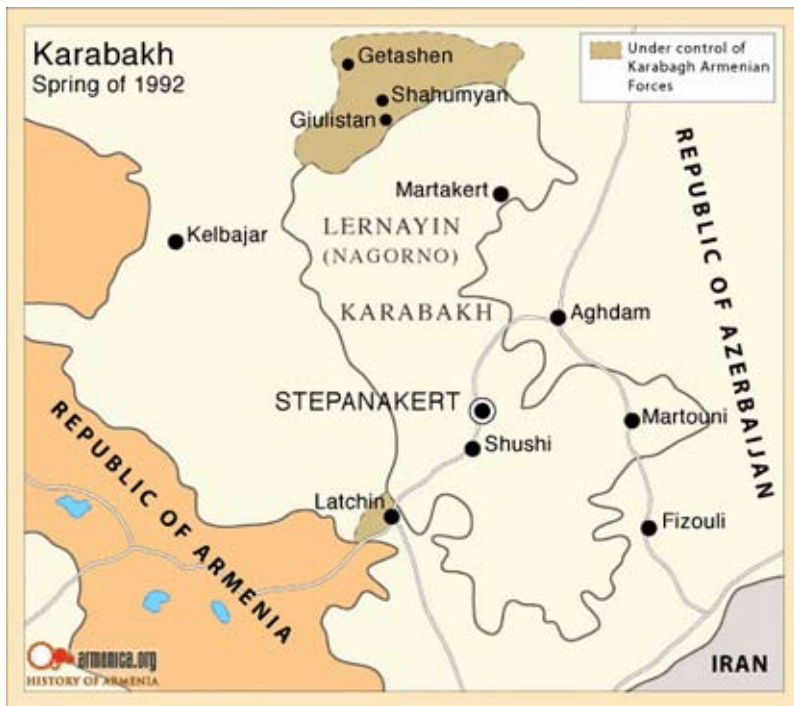 Karabakh
Spring of 1992
Under control of
Karabagh Armenian
Forces
Getashen
Shahumyan
Giulistan
Martakert
LERNAYIN
(NAGORNO)
KARABAKH
Kelbajar
Aghdam
STEPANAKERT
Shushi
Martouni
Latchin
Fizouli
REPUBLIC OF AZERBAIJAN
REPUBLIC OF ARMENIA
IRAN
armenica.org
HISTORY OF ARMENIA